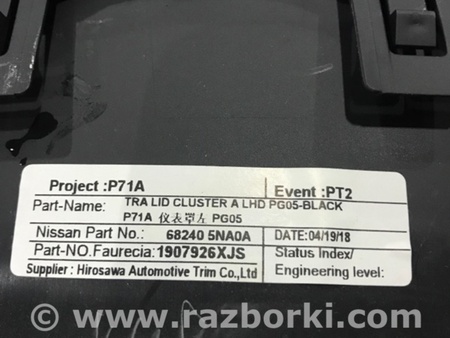 Project :P71A Event :PT2
Part-Name: TRA LID CLUSTER A LHD PG05-BLACK
P71A 仪表罩左 PG05
Nissan Part No.: 68240 5NA0A DATE:04/19/18
Part-NO.Faurecia: 1907926XJS Status Index/
Supplier : Hirosawa Automotive Trim Co.,Ltd Engineering level:
© www.razborki.com